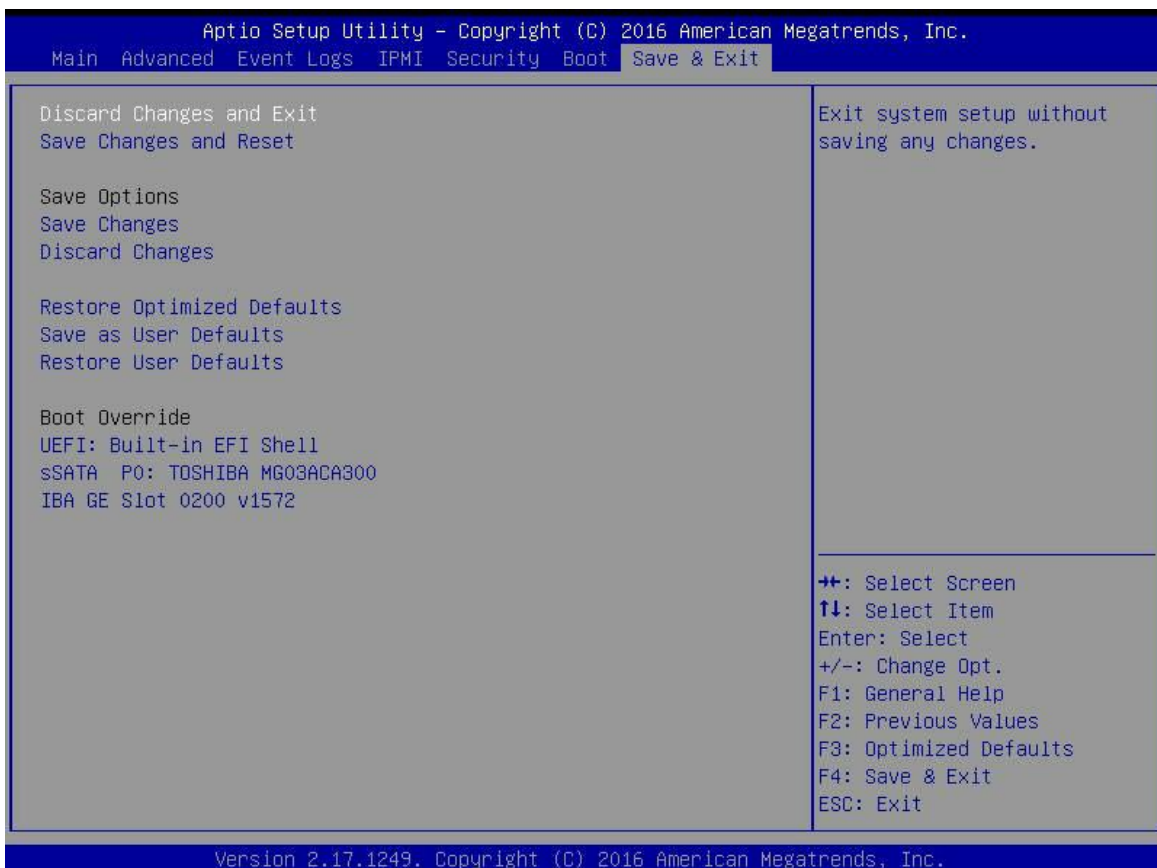 Aptio Setup Utility – Copyright (C) 2016 American Megatrends, Inc.
Main Advanced Event Logs IPMI Security Boot Save & Exit
Discard Changes and Exit
Save Changes and Reset
Save Options
Save Changes
Discard Changes
Restore Optimized Defaults
Save as User Defaults
Restore User Defaults
Boot Override
UEFI: Built-in EFI Shell
sSATA P0: TOSHIBA MG03ACA300
IBA GE Slot 0200 v1572
Exit system setup without
saving any changes.
→←: Select Screen
↑↓: Select Item
Enter: Select
+/-: Change Opt.
F1: General Help
F2: Previous Values
F3: Optimized Defaults
F4: Save & Exit
ESC: Exit
Version 2.17.1249. Copyright (C) 2016 American Megatrends, Inc.